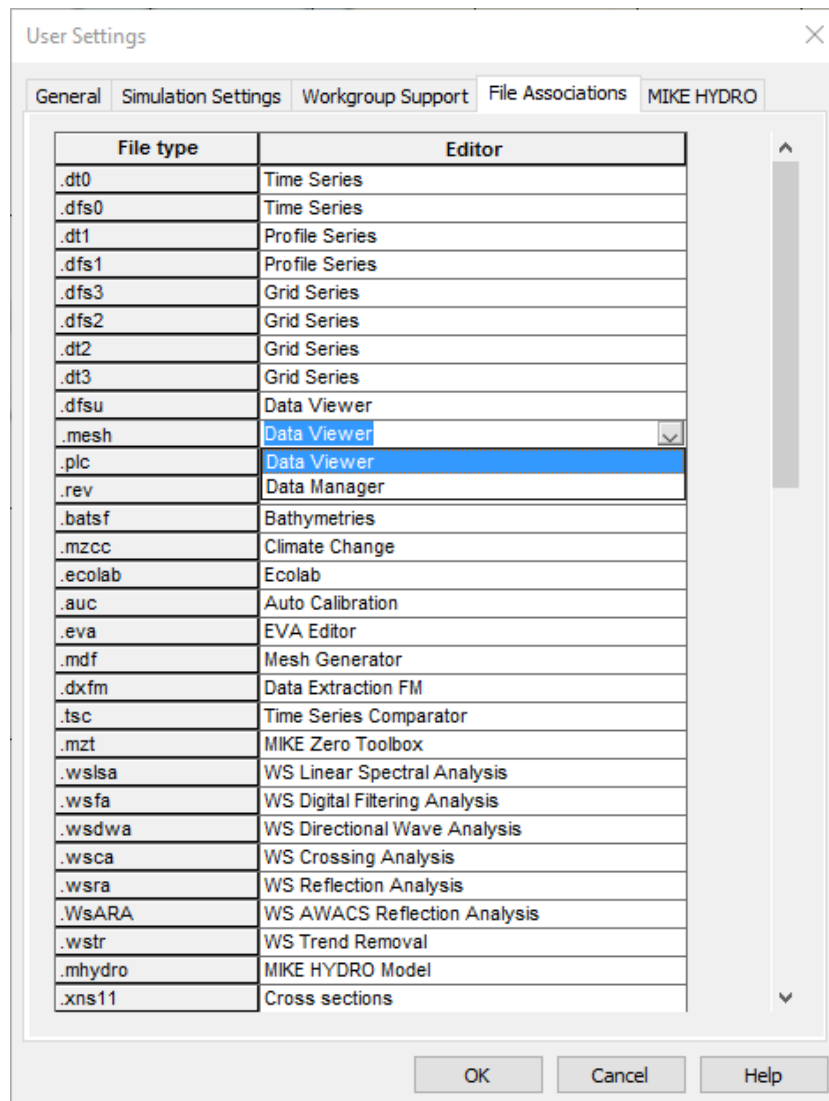 User Settings
General Simulation Settings Workgroup Support File Associations MIKE HYDRO
File type Editor
.dt0 Time Series
.dfs0 Time Series
.dt1 Profile Series
.dfs1 Profile Series
.dfs3 Grid Series
.dfs2 Grid Series
.dt2 Grid Series
.dt3 Grid Series
.dfsu Data Viewer
.mesh Data Viewer
.plc Data Viewer
.rev Data Manager
.batsf Bathymetries
.mzcc Climate Change
.ecolab Ecolab
.auc Auto Calibration
.eva EVA Editor
.mdf Mesh Generator
.dxfm Data Extraction FM
.tsc Time Series Comparator
.mzt MIKE Zero Toolbox
.wslsa WS Linear Spectral Analysis
.wsfa WS Digital Filtering Analysis
.wsdwa WS Directional Wave Analysis
.wsca WS Crossing Analysis
.wsra WS Reflection Analysis
.WsARA WS AWACS Reflection Analysis
.wstr WS Trend Removal
.mhydro MIKE HYDRO Model
.xns11 Cross sections
OK Cancel Help